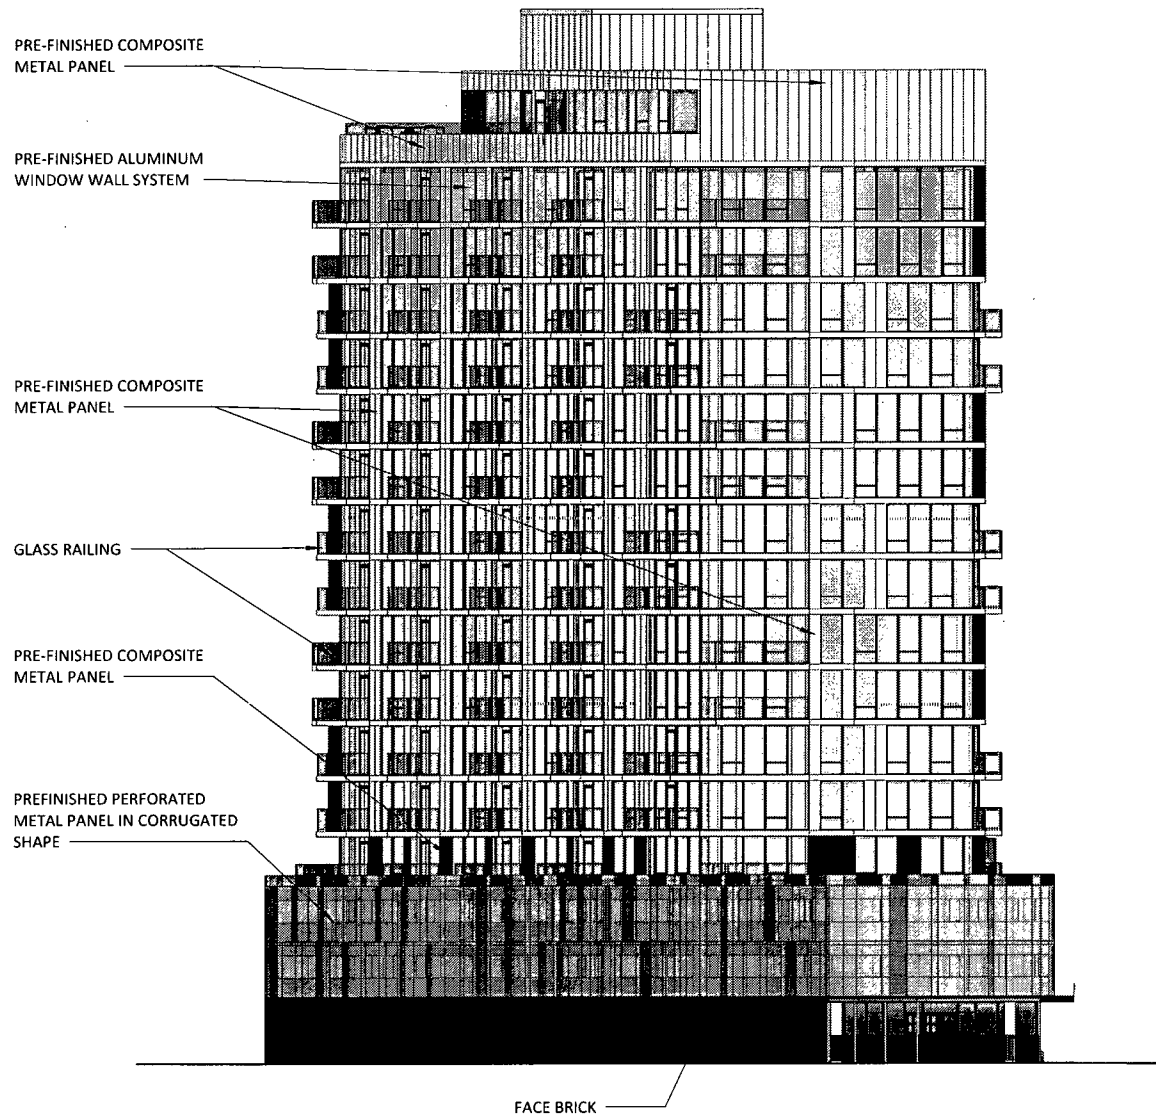 PRE-FINISHED COMPOSITE
METAL PANEL
PRE-FINISHED ALUMINUM
WINDOW WALL SYSTEM
PRE-FINISHED COMPOSITE
METAL PANEL
GLASS RAILING
PRE-FINISHED COMPOSITE
METAL PANEL
PREFINISHED PERFORATED
METAL PANEL IN CORRUGATED
SHAPE
FACE BRICK